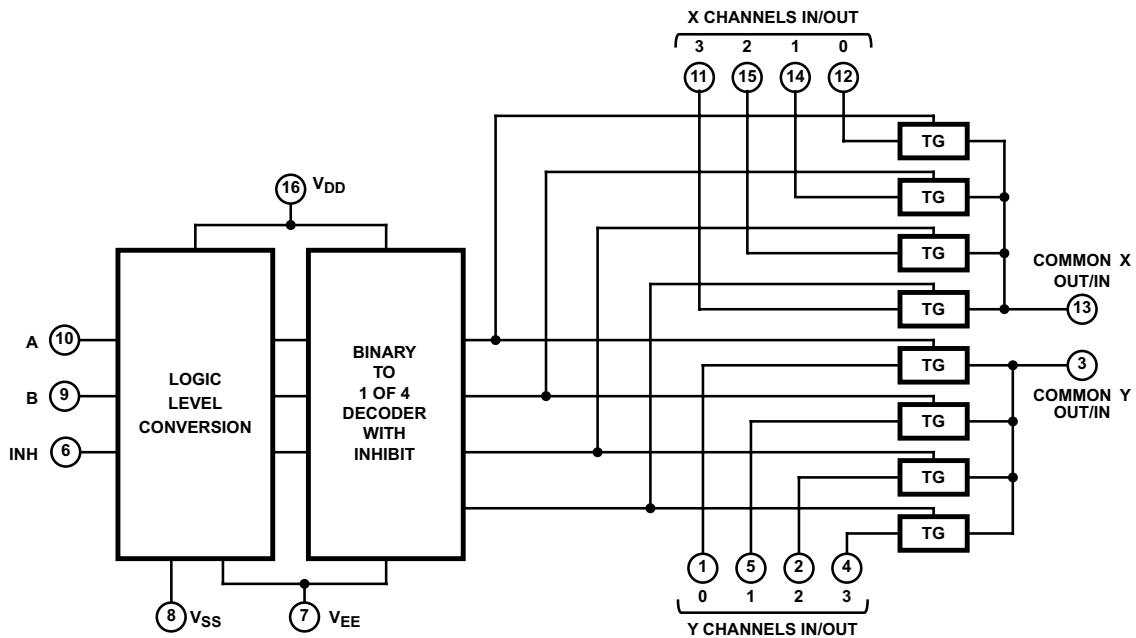 X CHANNELS IN/OUT
3 2 1 0
11 15 14 12
TG
16 VDD
TG
TG
COMMON X
OUT/IN
TG
13
A 10
BINARY
TO
1 OF 4
DECODER
WITH
INHIBIT
TG
3
LOGIC
LEVEL
CONVERSION
B 9
COMMON Y
OUT/IN
TG
INH 6
TG
TG
1 5 2 4
0 1 2 3
8 VSS
7 VEE
Y CHANNELS IN/OUT